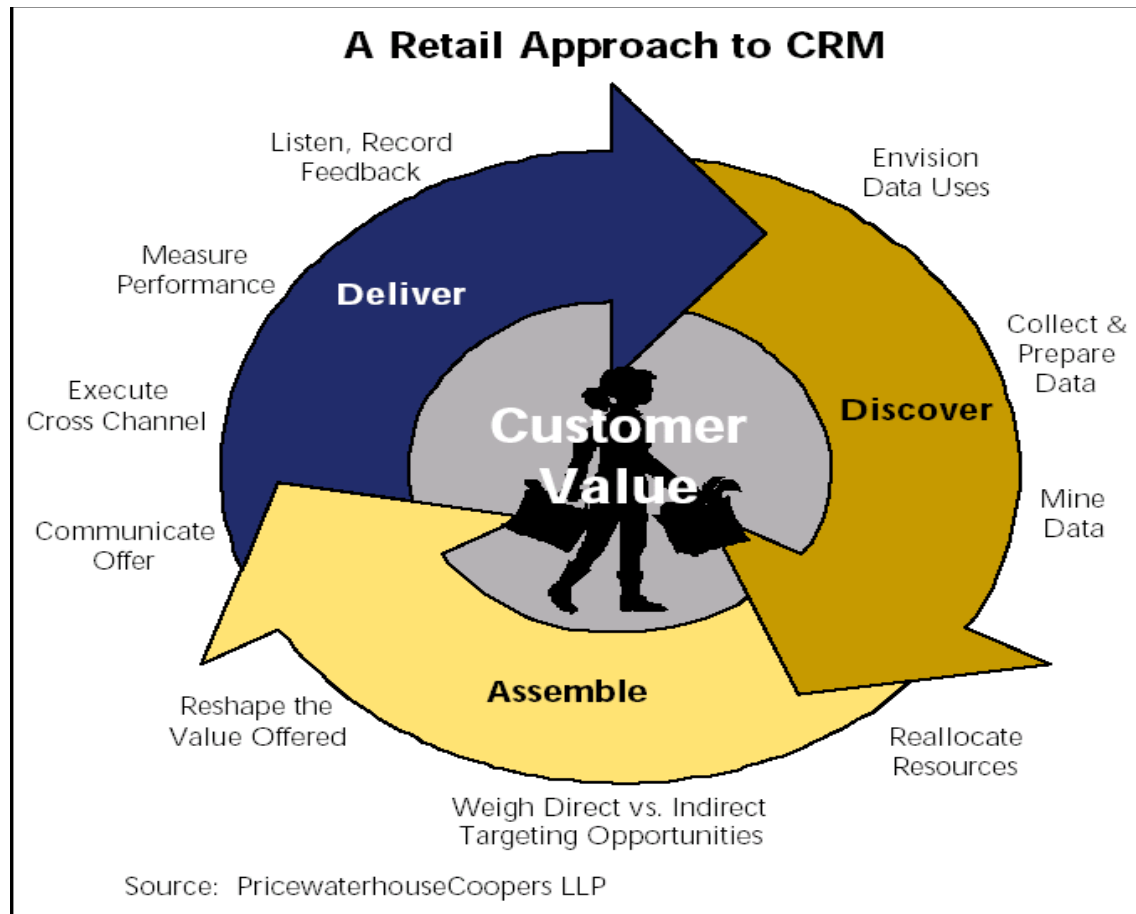 A Retail Approach to CRM
Listen, Record
Feedback
Envision
Data Uses
Measure
Performance
Deliver
Collect &
Prepare
Data
Execute
Cross Channel
Customer
Value
Discover
Communicate
Offer
Mine
Data
Assemble
Reshape the
Value Offered
Reallocate
Resources
Weigh Direct vs. Indirect
Targeting Opportunities
Source: PricewaterhouseCoopers LLP